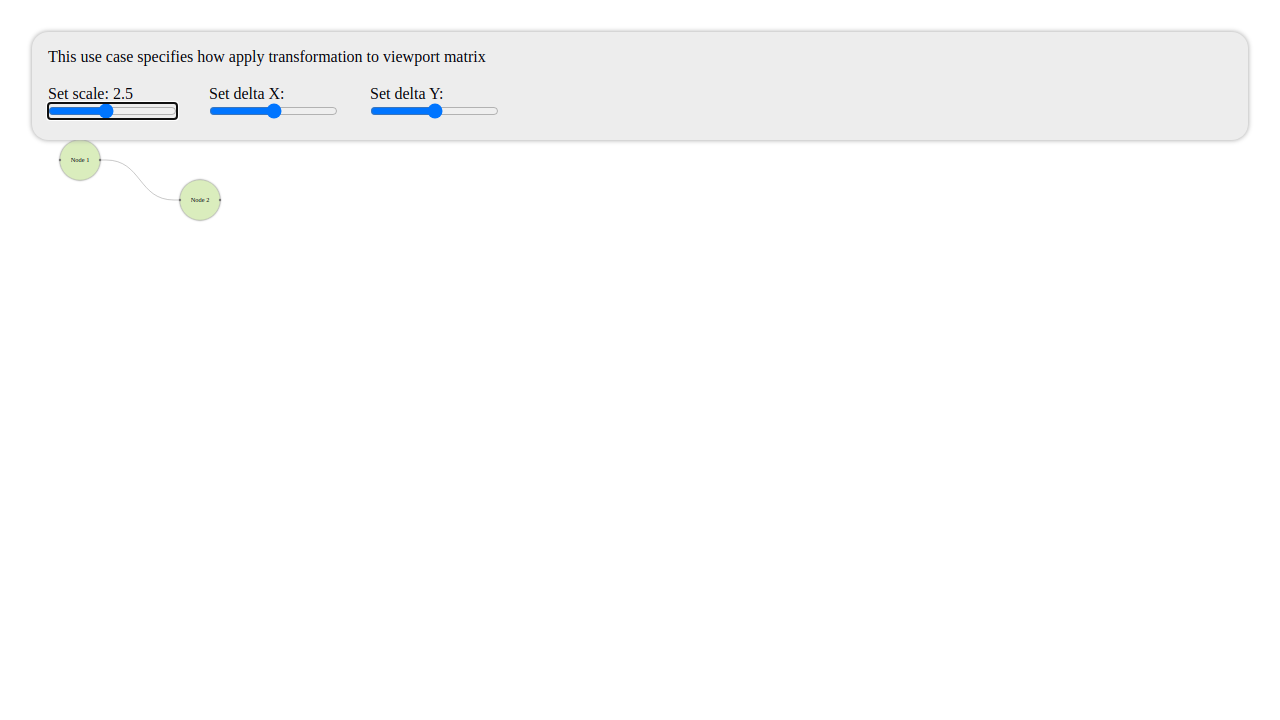 This use case specifies how apply transformation to viewport matrix
Set scale: 2.5
Set delta X:
Set delta Y:
Node 1
Node 2